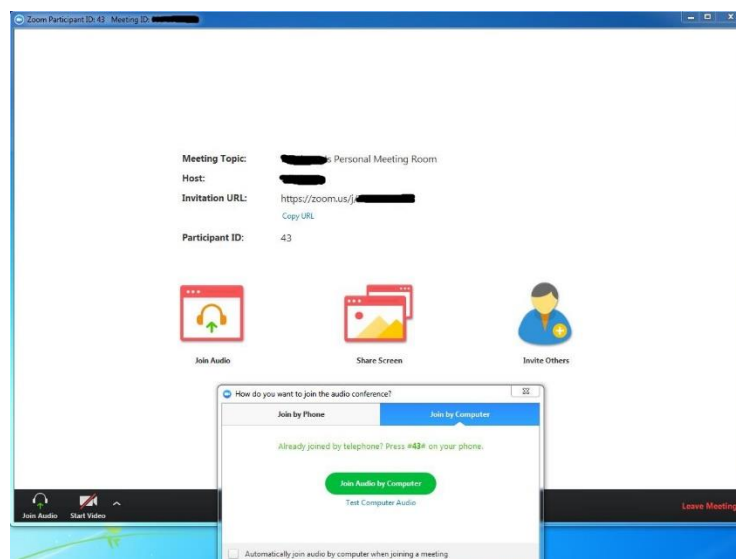 Zoom Participant ID: 43 Meeting ID:
Meeting Topic: 's Personal Meeting Room
Host:
Invitation URL: https://zoom.us/j/
Copy URL
Participant ID: 43
Join Audio
Share Screen
Invite Others
How do you want to join the audio conference?
Join by Phone
Join by Computer
Already joined by telephone? Press #43# on your phone.
Join Audio by Computer
Test Computer Audio
Automatically join audio by computer when joining a meeting
Join Audio
Start Video
Leave Meeting